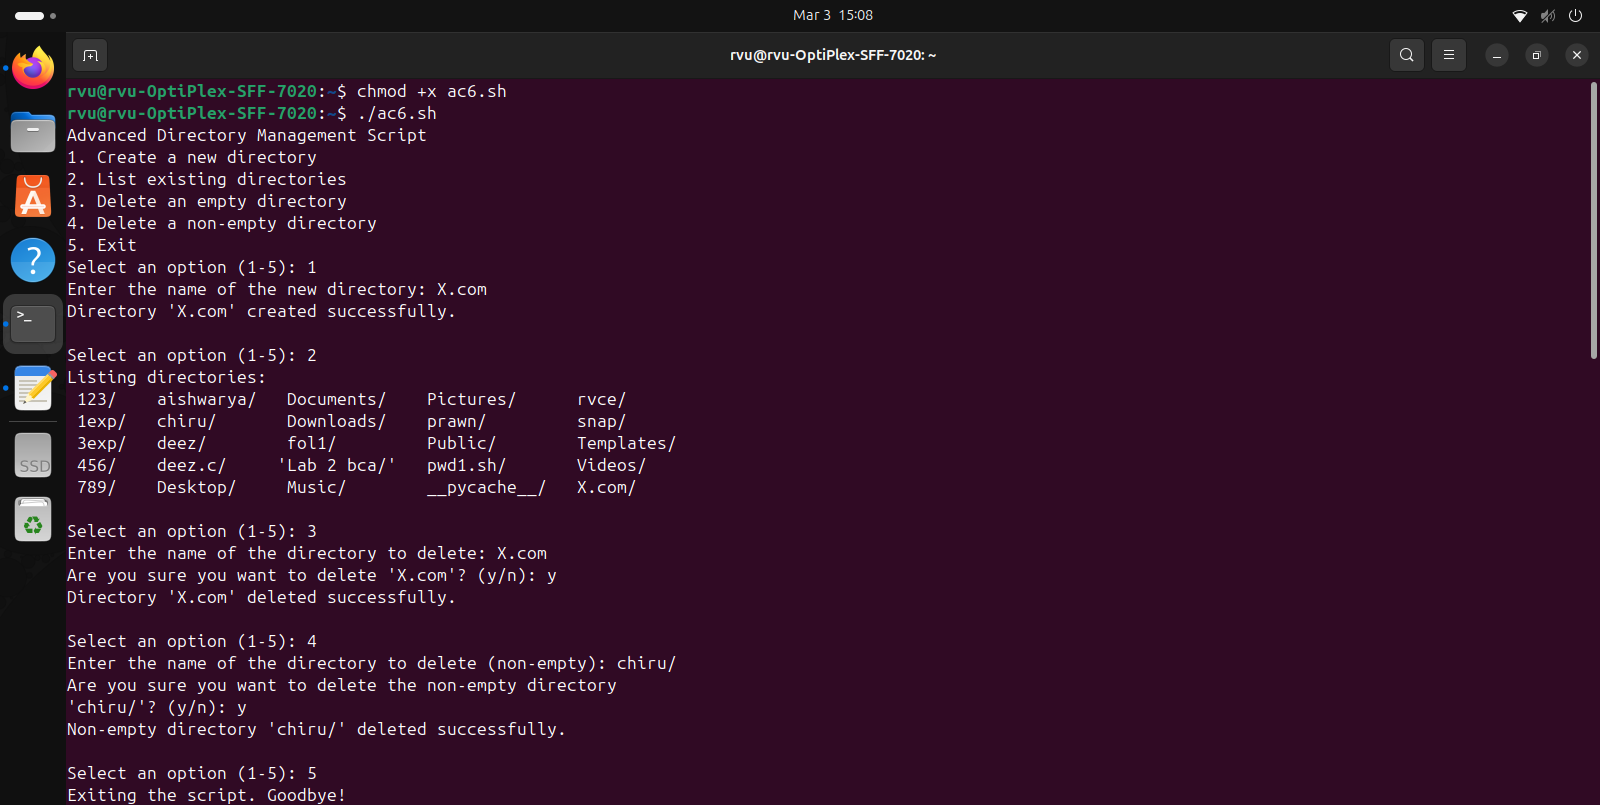 Mar 3 15:08
rvu@rvu-OptiPlex-SFF-7020: ~
rvu@rvu-OptiPlex-SFF-7020:~$ chmod +x ac6.sh
rvu@rvu-OptiPlex-SFF-7020:~$ ./ac6.sh
Advanced Directory Management Script
1. Create a new directory
2. List existing directories
3. Delete an empty directory
4. Delete a non-empty directory
5. Exit
Select an option (1-5): 1
Enter the name of the new directory: X.com
Directory 'X.com' created successfully.
Select an option (1-5): 2
Listing directories:
123/ aishwarya/ Documents/ Pictures/ rvce/
1exp/ chiru/ Downloads/ prawn/ snap/
3exp/ deez/ fol1/ Public/ Templates/
456/ deez.c/ 'Lab 2 bca/' pwd1.sh/ Videos/
789/ Desktop/ Music/ __pycache__/ X.com/
Select an option (1-5): 3
Enter the name of the directory to delete: X.com
Are you sure you want to delete 'X.com'? (y/n): y
Directory 'X.com' deleted successfully.
Select an option (1-5): 4
Enter the name of the directory to delete (non-empty): chiru/
Are you sure you want to delete the non-empty directory
'chiru/'? (y/n): y
Non-empty directory 'chiru/' deleted successfully.
Select an option (1-5): 5
Exiting the script. Goodbye!
SSD